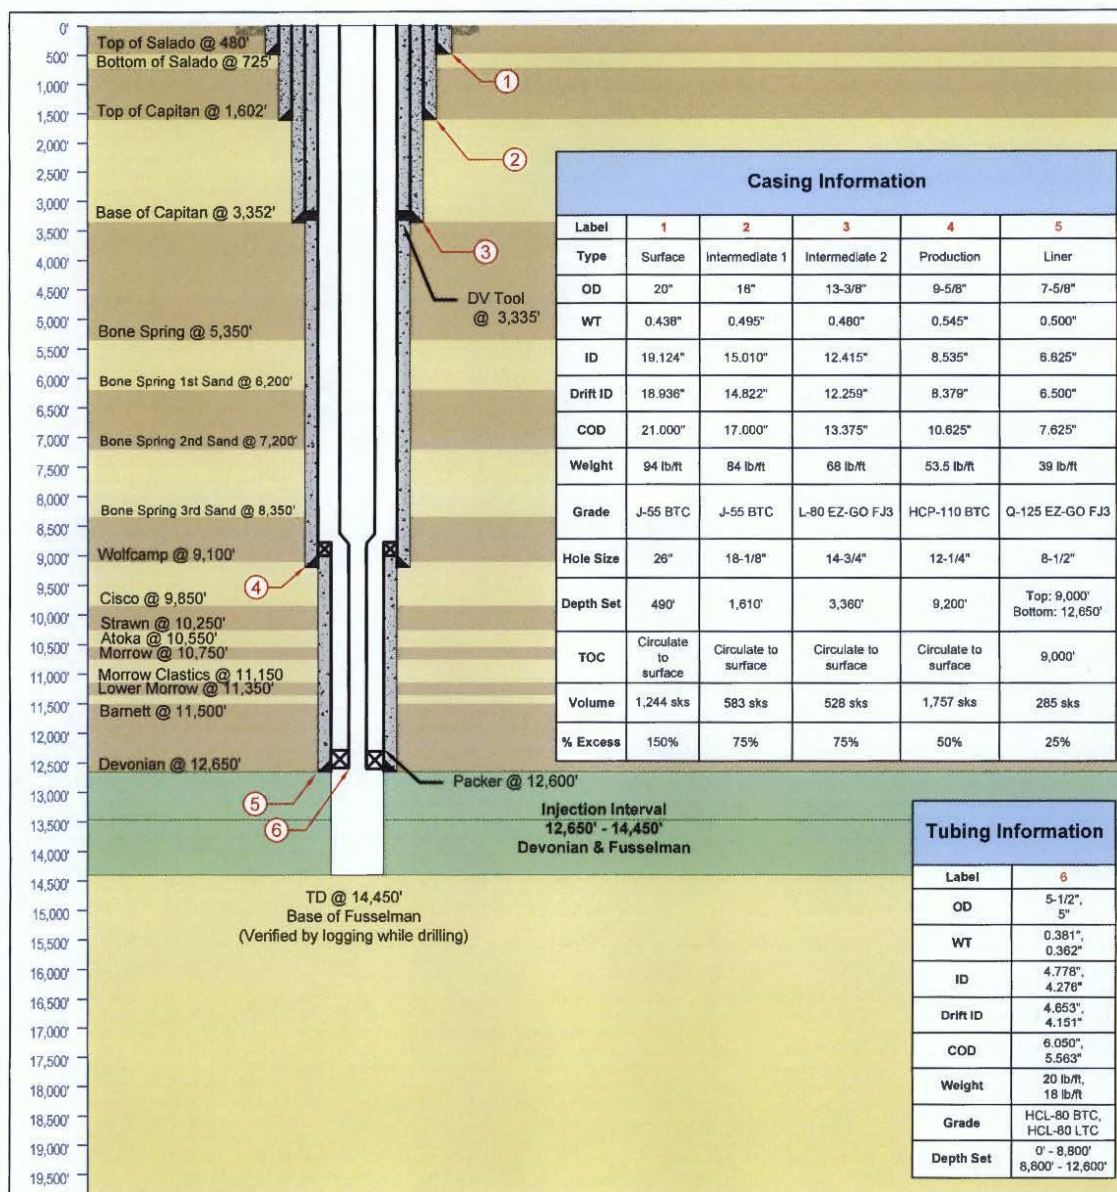 0'
500'
1,000'
1,500'
2,000'
2,500'
3,000'
3,500'
4,000'
4,500'
5,000'
5,500'
6,000'
6,500'
7,000'
7,500'
8,000'
8,500'
9,000'
9,500'
10,000'
10,500'
11,000'
11,500'
12,000'
12,500'
13,000'
13,500'
14,000'
14,500'
15,000'
15,500'
16,000'
16,500'
17,000'
17,500'
18,000'
18,500'
19,000'
19,500'
Top of Salado @ 480'
Bottom of Salado @ 725'
Top of Capitan @ 1,602'
Base of Capitan @ 3,352'
Bone Spring @ 5,350'
Bone Spring 1st Sand @ 6,200'
Bone Spring 2nd Sand @ 7,200'
Bone Spring 3rd Sand @ 8,350'
Wolfcamp @ 9,100'
Cisco @ 9,850'
Strawn @ 10,250'
Atoka @ 10,550'
Morrow @ 10,750'
Morrow Clastics @ 11,150
Lower Morrow @ 11,350'
Barnett @ 11,500'
Devonian @ 12,650'
1
2
3
DV Tool
@ 3,335'
4
Packer @ 12,600'
5
6
Injection Interval
12,650' - 14,450'
Devonian & Fusselman
TD @ 14,450'
Base of Fusselman
(Verified by logging while drilling)
Casing Information
Label 1 2 3 4 5
Type Surface Intermediate 1 Intermediate 2 Production Liner
OD 20" 16" 13-3/8" 9-5/8" 7-5/8"
WT 0.438" 0.495" 0.480" 0.545" 0.500"
ID 19.124" 15.010" 12.415" 8.535" 6.625"
Drift ID 18.936" 14.822" 12.259" 8.379" 6.500"
COD 21.000" 17.000" 13.375" 10.625" 7.625"
Weight 94 lb/ft 84 lb/ft 68 lb/ft 53.5 lb/ft 39 lb/ft
Grade J-55 BTC J-55 BTC L-80 EZ-GO FJ3 HCP-110 BTC Q-125 EZ-GO FJ3
Hole Size 26" 18-1/8" 14-3/4" 12-1/4" 8-1/2"
Depth Set 490' 1,610' 3,360' 9,200' Top: 9,000'
Bottom: 12,650'
TOC Circulate to surface Circulate to surface Circulate to surface Circulate to surface 9,000'
Volume 1,244 sks 583 sks 528 sks 1,757 sks 285 sks
% Excess 150% 75% 75% 50% 25%
Tubing Information
Label 6
OD 5-1/2",
5"
WT 0.381",
0.362"
ID 4.778",
4.276"
Drift ID 4.653",
4.151"
COD 6.050",
5.563"
Weight 20 lb/ft,
18 lb/ft
Grade HCL-80 BTC,
HCL-80 LTC
Depth Set 0' - 8,800'
8,800' - 12,600'